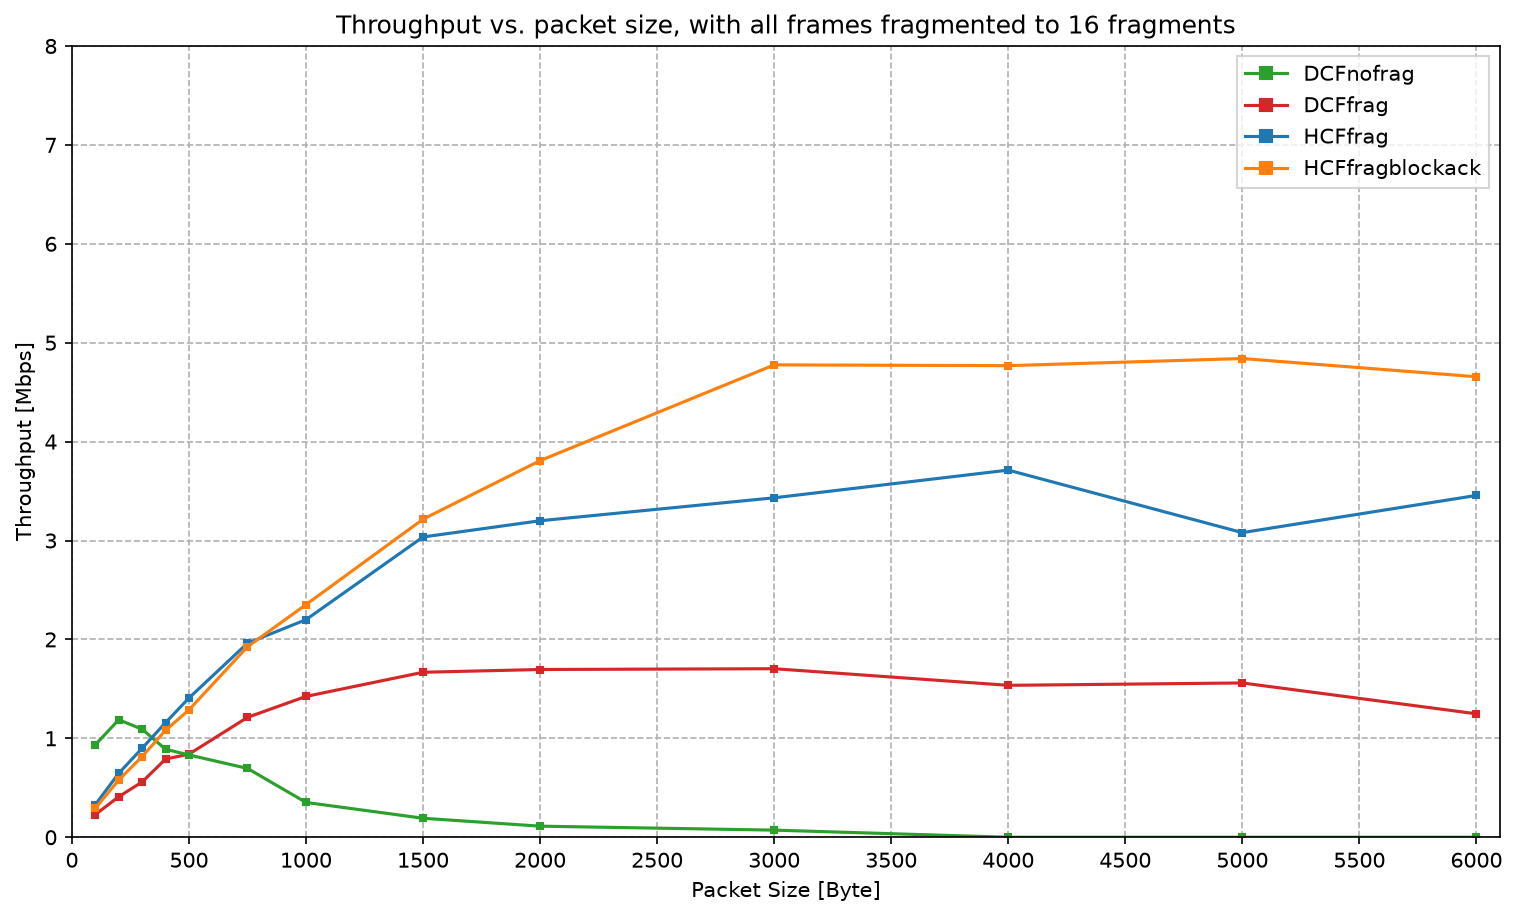 Throughput vs. packet size, with all frames fragmented to 16 fragments
8
7
6
5
4
3
2
1
0
Throughput [Mbps]
DCFnofrag
DCFfrag
HCFfrag
HCFfragblockack
0 500 1000 1500 2000 2500 3000 3500 4000 4500 5000 5500 6000
Packet Size [Byte]